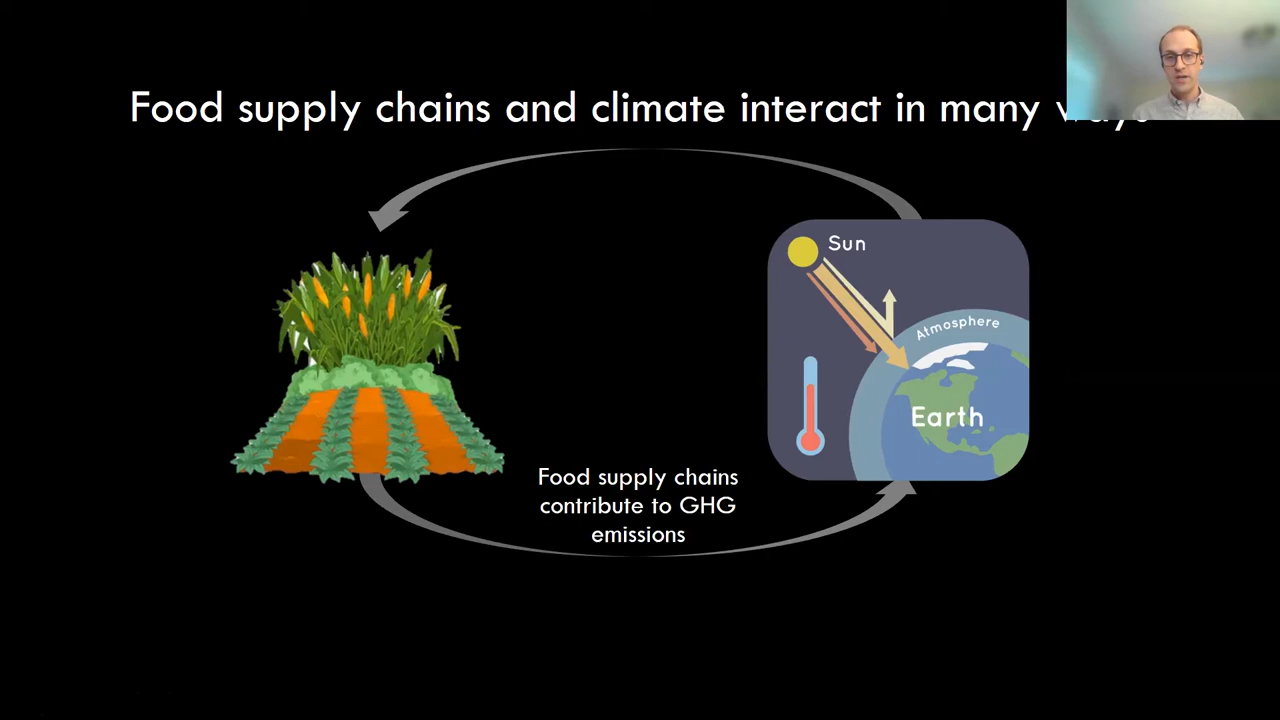 Food supply chains and climate interact in many
Sun
Atmosphere
Earth
Food supply chains
contribute to GHG
emissions